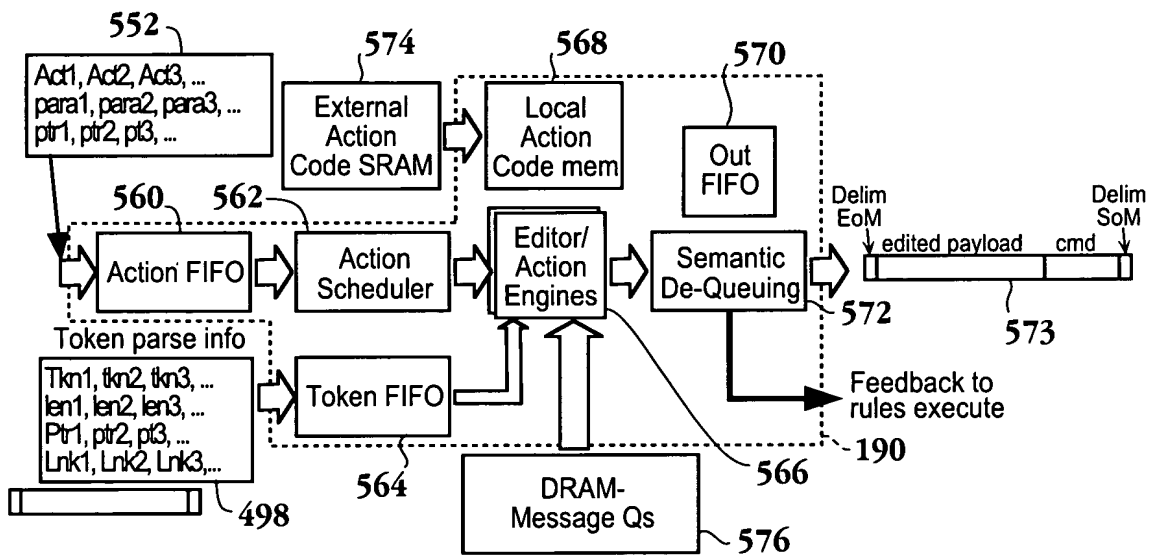 552
Act1, Act2, Act3, ...
para1, para2, para3, ...
ptr1, ptr2, pt3, ...
574
External
Action
Code SRAM
568
Local
Action
Code mem
570
Out
FIFO
560
Action FIFO
562
Action
Scheduler
Editor/
Action
Engines
Semantic
De-Queuing
572
Delim
EoM
Delim
SoM
edited payload
cmd
573
Token parse info
Tkn1, tkn2, tkn3, ...
len1, len2, len3, ...
Ptr1, ptr2, pt3, ...
Lnk1, Lnk2, Lnk3,...
498
Token FIFO
564
566
Feedback to
rules execute
190
DRAM-
Message Qs
576